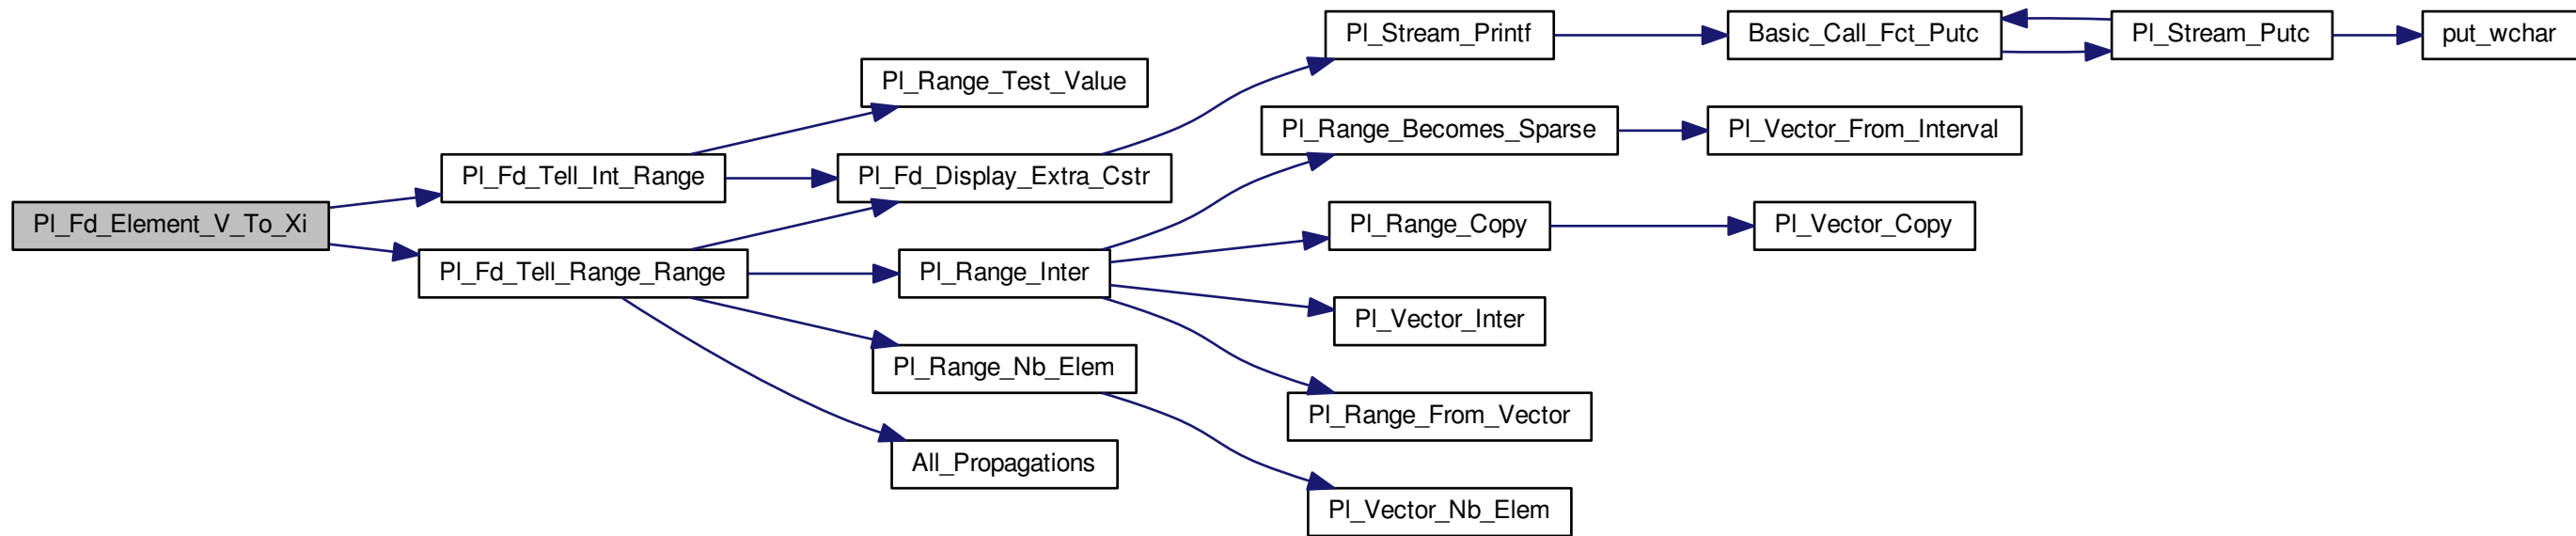 Pl_Fd_Element_V_To_Xi
Pl_Fd_Tell_Int_Range
Pl_Fd_Tell_Range_Range
Pl_Range_Test_Value
Pl_Fd_Display_Extra_Cstr
Pl_Range_Inter
Pl_Range_Nb_Elem
All_Propagations
Pl_Stream_Printf
Pl_Range_Becomes_Sparse
Pl_Range_Copy
Pl_Vector_Inter
Pl_Range_From_Vector
Pl_Vector_Nb_Elem
Basic_Call_Fct_Putc
Pl_Vector_From_Interval
Pl_Vector_Copy
Pl_Stream_Putc
put_wchar